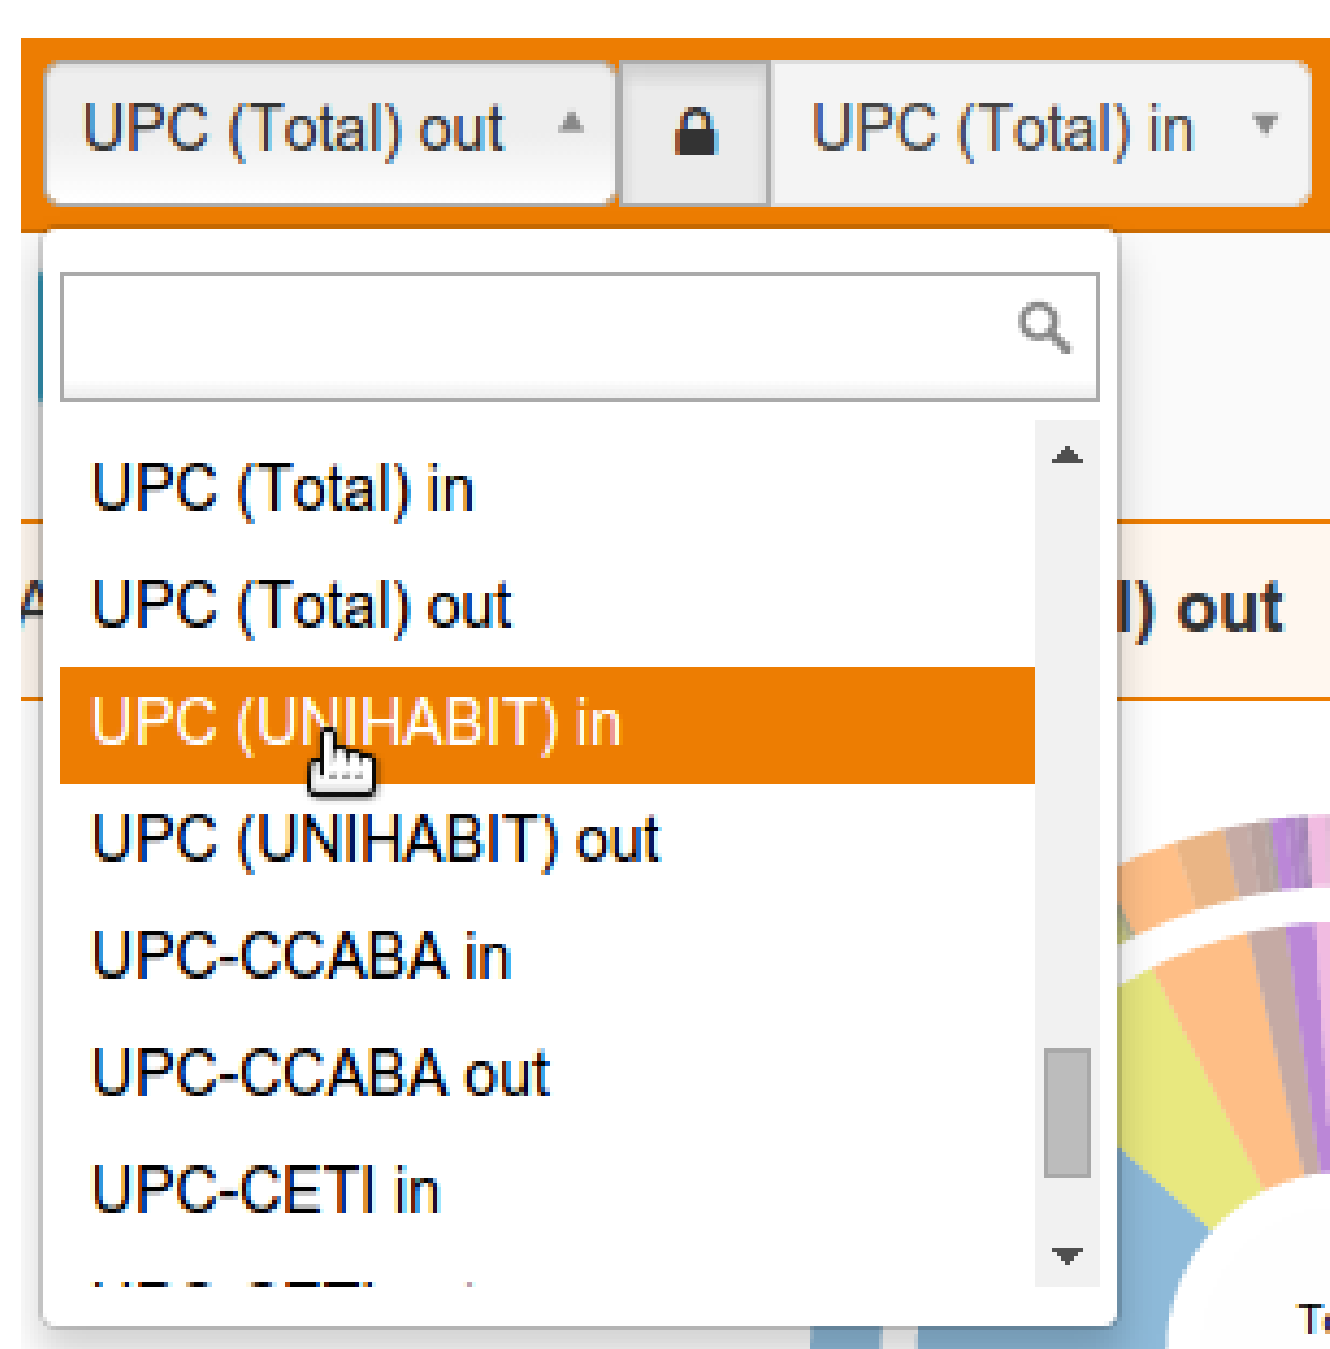 UPC (Total) out UPC (Total) in
UPC (Total) in
UPC (Total) out
l) out
UPC (UNIHABIT) in
UPC (UNIHABIT) out
UPC-CCABA in
UPC-CCABA out
UPC-CETI in